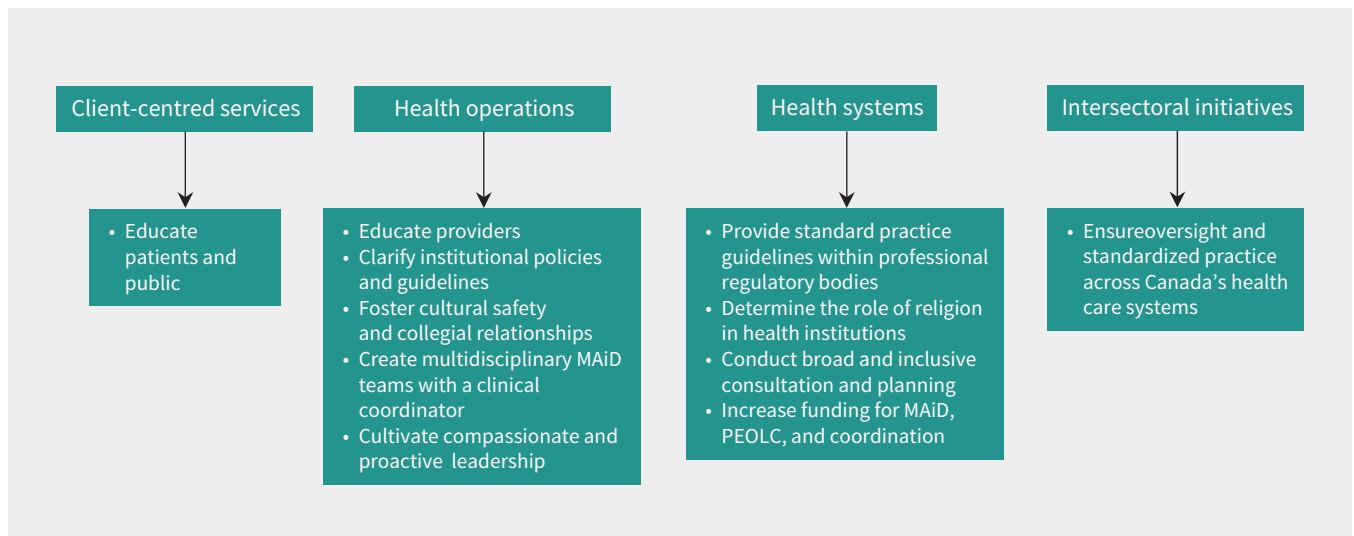 Client-centred services
• Educate
patients and
public
Health operations
• Educate providers
• Clarify institutional policies
and guidelines
• Foster cultural safety
and collegial relationships
• Create multidisciplinary MAiD
teams with a clinical
coordinator
• Cultivate compassionate and
proactive leadership
Health systems
• Provide standard practice
guidelines within professional
regulatory bodies
• Determine the role of religion
in health institutions
• Conduct broad and inclusive
consultation and planning
• Increase funding for MAiD,
PEOLC, and coordination
Intersectoral initiatives
• Ensureoversight and
standardized practice
across Canada’s health
care systems